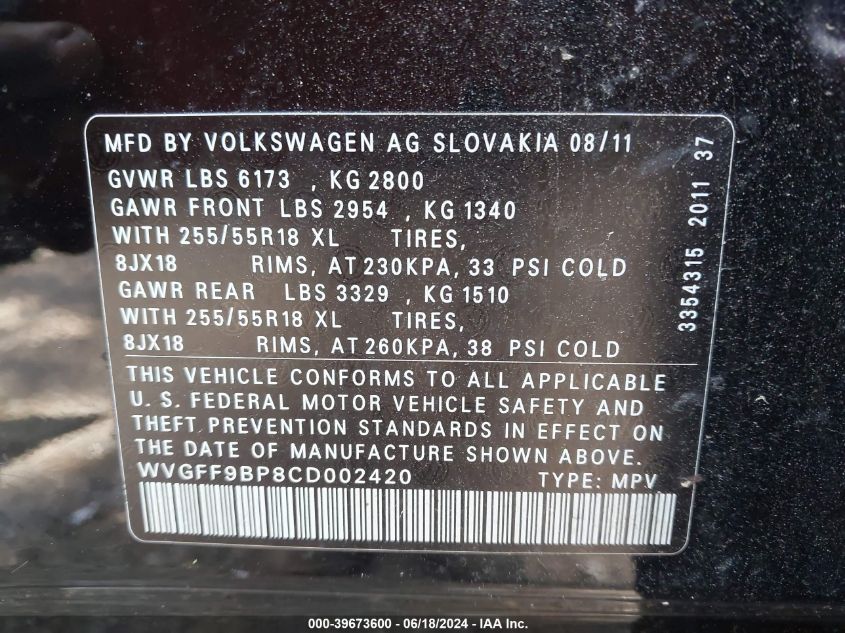 MFD BY VOLKSWAGEN AG SLOVAKIA 08/11
GVWR LBS 6173 , KG 2800
GAWR FRONT LBS 2954 , KG 1340
WITH 255/55R18 XL TIRES,
8JX18 RIMS, AT 230KPA, 33 PSI COLD
GAWR REAR LBS 3329 , KG 1510
WITH 255/55R18 XL TIRES,
8JX18 RIMS, AT 260KPA, 38 PSI COLD
THIS VEHICLE CONFORMS TO ALL APPLICABLE
U. S. FEDERAL MOTOR VEHICLE SAFETY AND
THEFT PREVENTION STANDARDS IN EFFECT ON
THE DATE OF MANUFACTURE SHOWN ABOVE.
WVGFF9BP8CD002420 TYPE: MPV
3354315 2011 37
000-39673600 - 06/18/2024 - IAA, Inc.